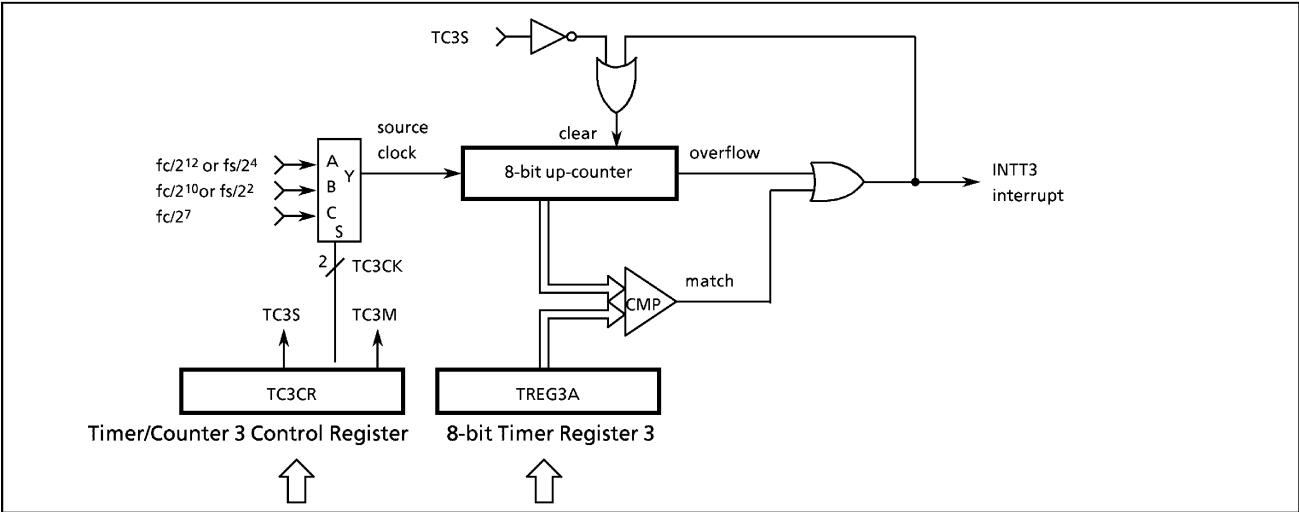 TC3S
source
clock
clear
overflow
fc/2¹² or fs/2⁴
fc/2¹⁰or fs/2²
fc/2⁷
A
B
C
Y
S
8-bit up-counter
INTT3
interrupt
2
TC3CK
CMP
match
TC3S
TC3M
TC3CR
TREG3A
Timer/Counter 3 Control Register
8-bit Timer Register 3